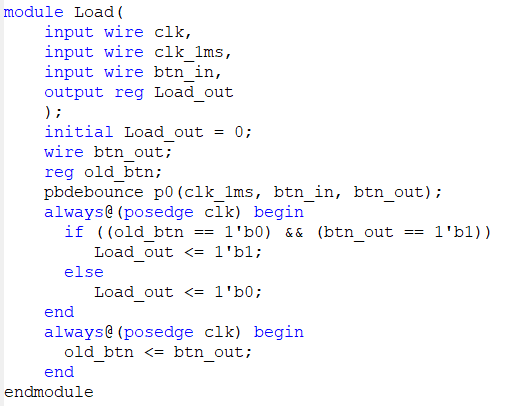 module Load(
    input wire clk,
    input wire clk_1ms,
    input wire btn_in,
    output reg Load_out
    );
    initial Load_out = 0;
    wire btn_out;
    reg old_btn;
    pbdebounce p0(clk_1ms, btn_in, btn_out);
    always@(posedge clk) begin
      if ((old_btn == 1'b0) && (btn_out == 1'b1))
         Load_out <= 1'b1;
      else
         Load_out <= 1'b0;
    end
    always@(posedge clk) begin
      old_btn <= btn_out;
    end
endmodule